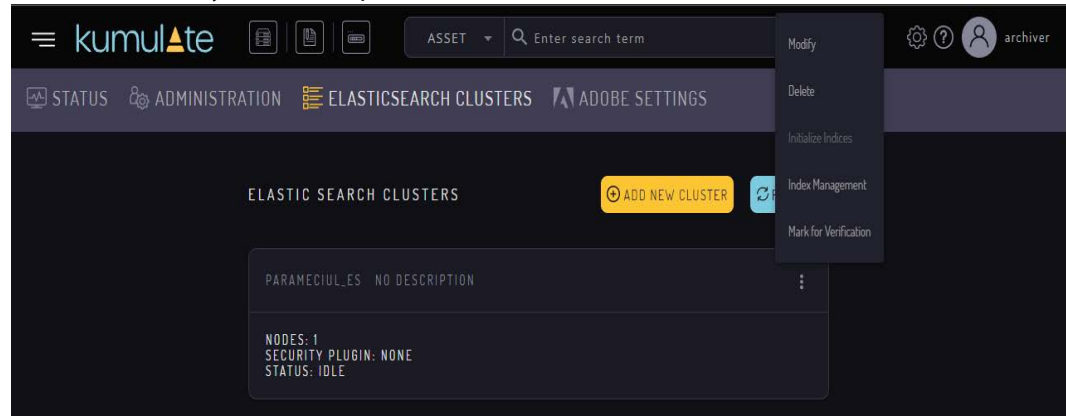 kumulate
ASSET
Enter search term
archiver
STATUS
ADMINISTRATION
ELASTICSEARCH CLUSTERS
ADOBE SETTINGS
Modify
Delete
Initialize Indices
Index Management
Mark for Verification
ELASTIC SEARCH CLUSTERS
ADD NEW CLUSTER
PARAMECIUL_ES NO DESCRIPTION
NODES: 1
SECURITY PLUGIN: NONE
STATUS: IDLE